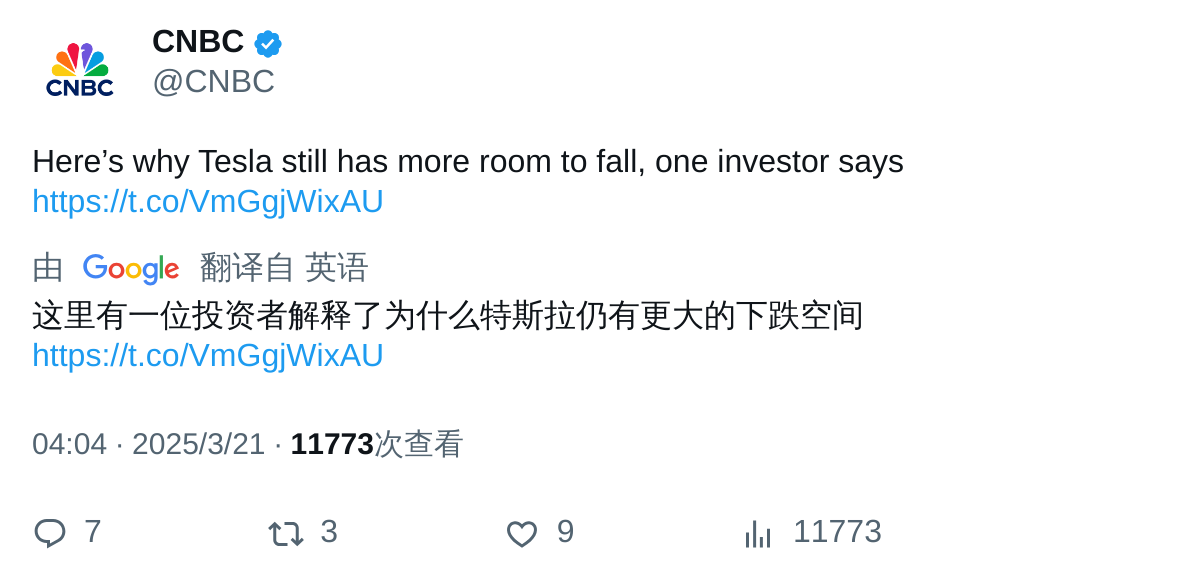 CNBC
CNBC
@CNBC
Here’s why Tesla still has more room to fall, one investor says
https://t.co/VmGgjWixAU
由 Google 翻译自 英语
这里有一位投资者解释了为什么特斯拉仍有更大的下跌空间
https://t.co/VmGgjWixAU
04:04 · 2025/3/21 · 11773次查看
7 3 9 11773